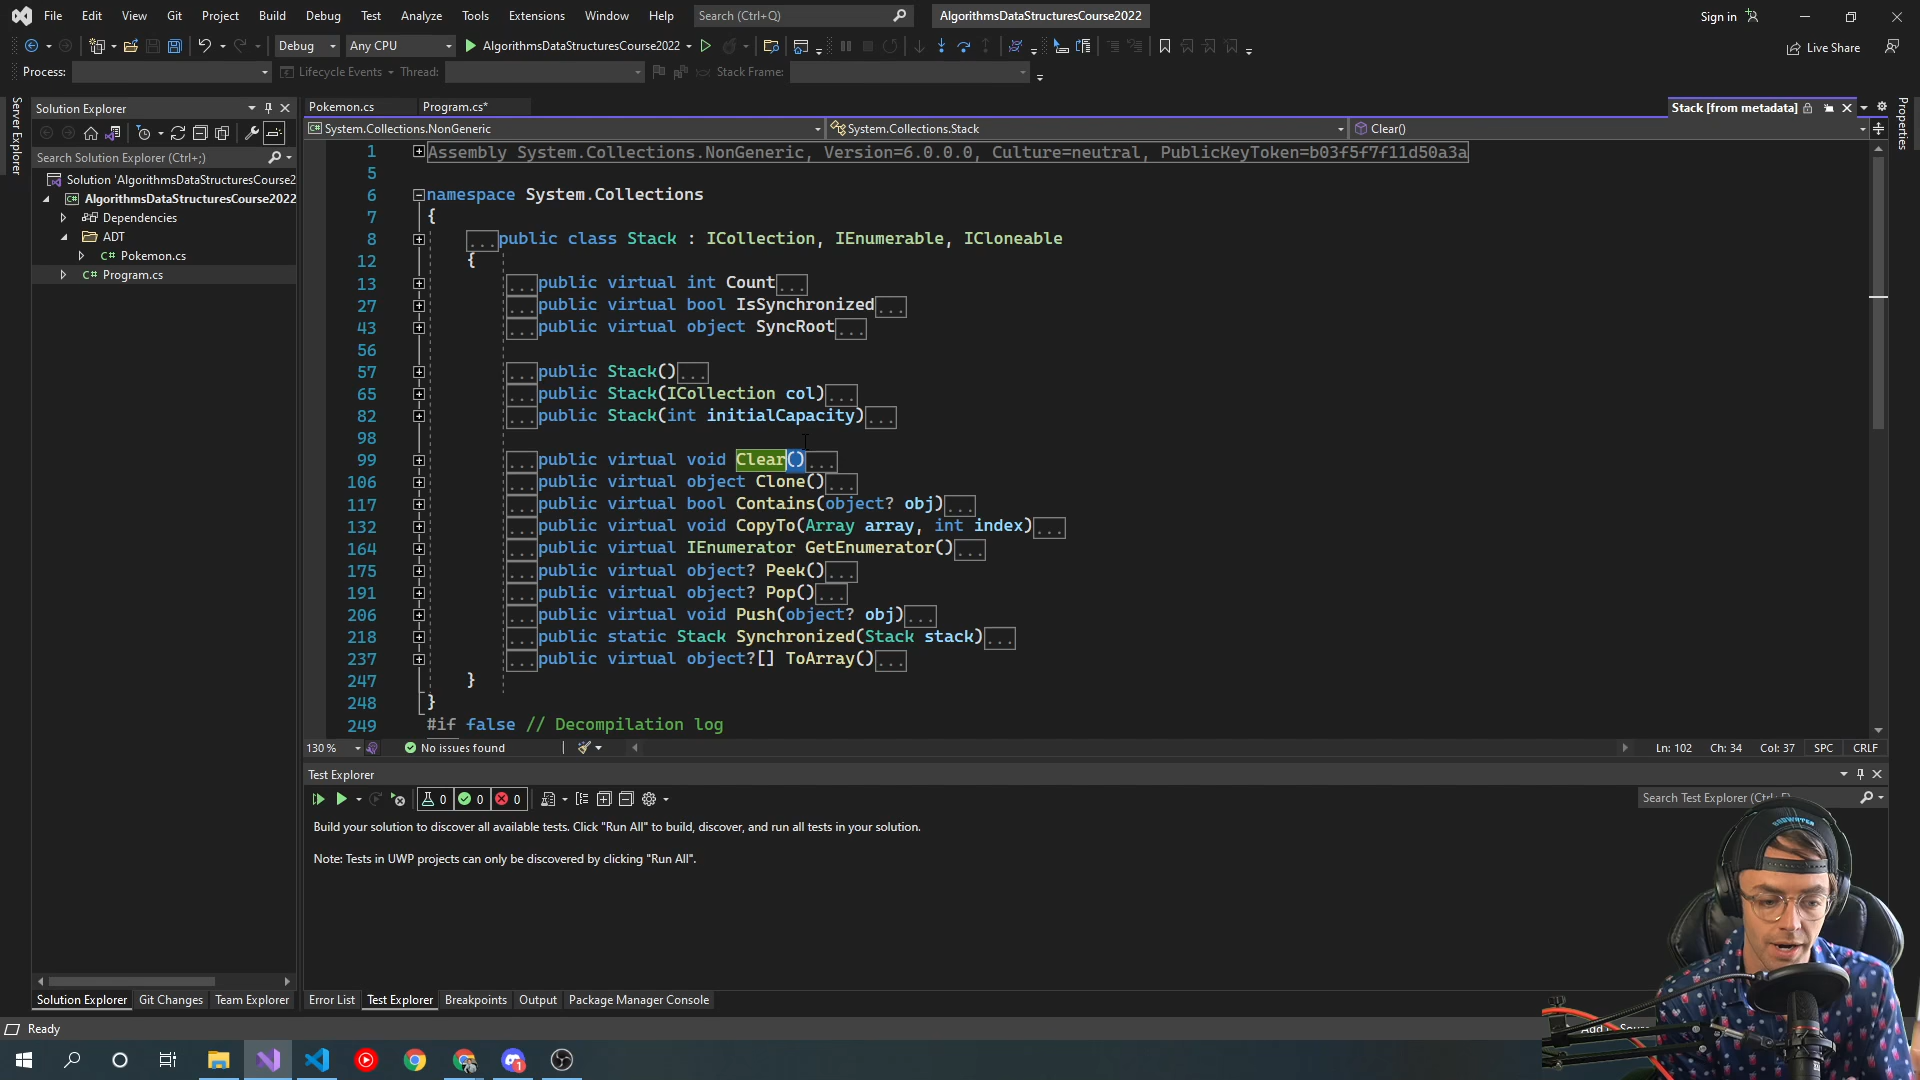 File Edit View Git Project Build Debug Test Analyze Tools Extensions Window Help Search (Ctrl+Q) AlgorithmsDataStructuresCourse2022 Sign in
Debug Any CPU AlgorithmsDataStructuresCourse2022 Live Share
Process: Lifecycle Events Thread: Stack Frame:
Server Explorer
Solution Explorer
Search Solution Explorer (Ctrl+;)
Solution 'AlgorithmsDataStructuresCourse2
AlgorithmsDataStructuresCourse2022
Dependencies
ADT
C# Pokemon.cs
C# Program.cs
Pokemon.cs Program.cs* Stack [from metadata]
System.Collections.NonGeneric System.Collections.Stack Clear()
Properties
1 Assembly System.Collections.NonGeneric, Version=6.0.0.0, Culture=neutral, PublicKeyToken=b03f5f7f11d50a3a
5
6 namespace System.Collections
7 {
8 ...public class Stack : ICollection, IEnumerable, ICloneable
12 {
13 ...public virtual int Count...
27 ...public virtual bool IsSynchronized...
43 ...public virtual object SyncRoot...
56
57 ...public Stack()...
65 ...public Stack(ICollection col)...
82 ...public Stack(int initialCapacity)...
98
99 ...public virtual void Clear()...
106 ...public virtual object Clone()...
117 ...public virtual bool Contains(object? obj)...
132 ...public virtual void CopyTo(Array array, int index)...
164 ...public virtual IEnumerator GetEnumerator()...
175 ...public virtual object? Peek()...
191 ...public virtual object? Pop()...
206 ...public virtual void Push(object? obj)...
218 ...public static Stack Synchronized(Stack stack)...
237 ...public virtual object?[] ToArray()...
247 }
248 }
249 #if false // Decompilation log
130 % No issues found Ln: 102 Ch: 34 Col: 37 SPC CRLF
Test Explorer
0 0 0 Search Test Explorer
Build your solution to discover all available tests. Click "Run All" to build, discover, and run all tests in your solution.
Note: Tests in UWP projects can only be discovered by clicking "Run All".
Solution Explorer Git Changes Team Explorer Error List Test Explorer Breakpoints Output Package Manager Console
Ready